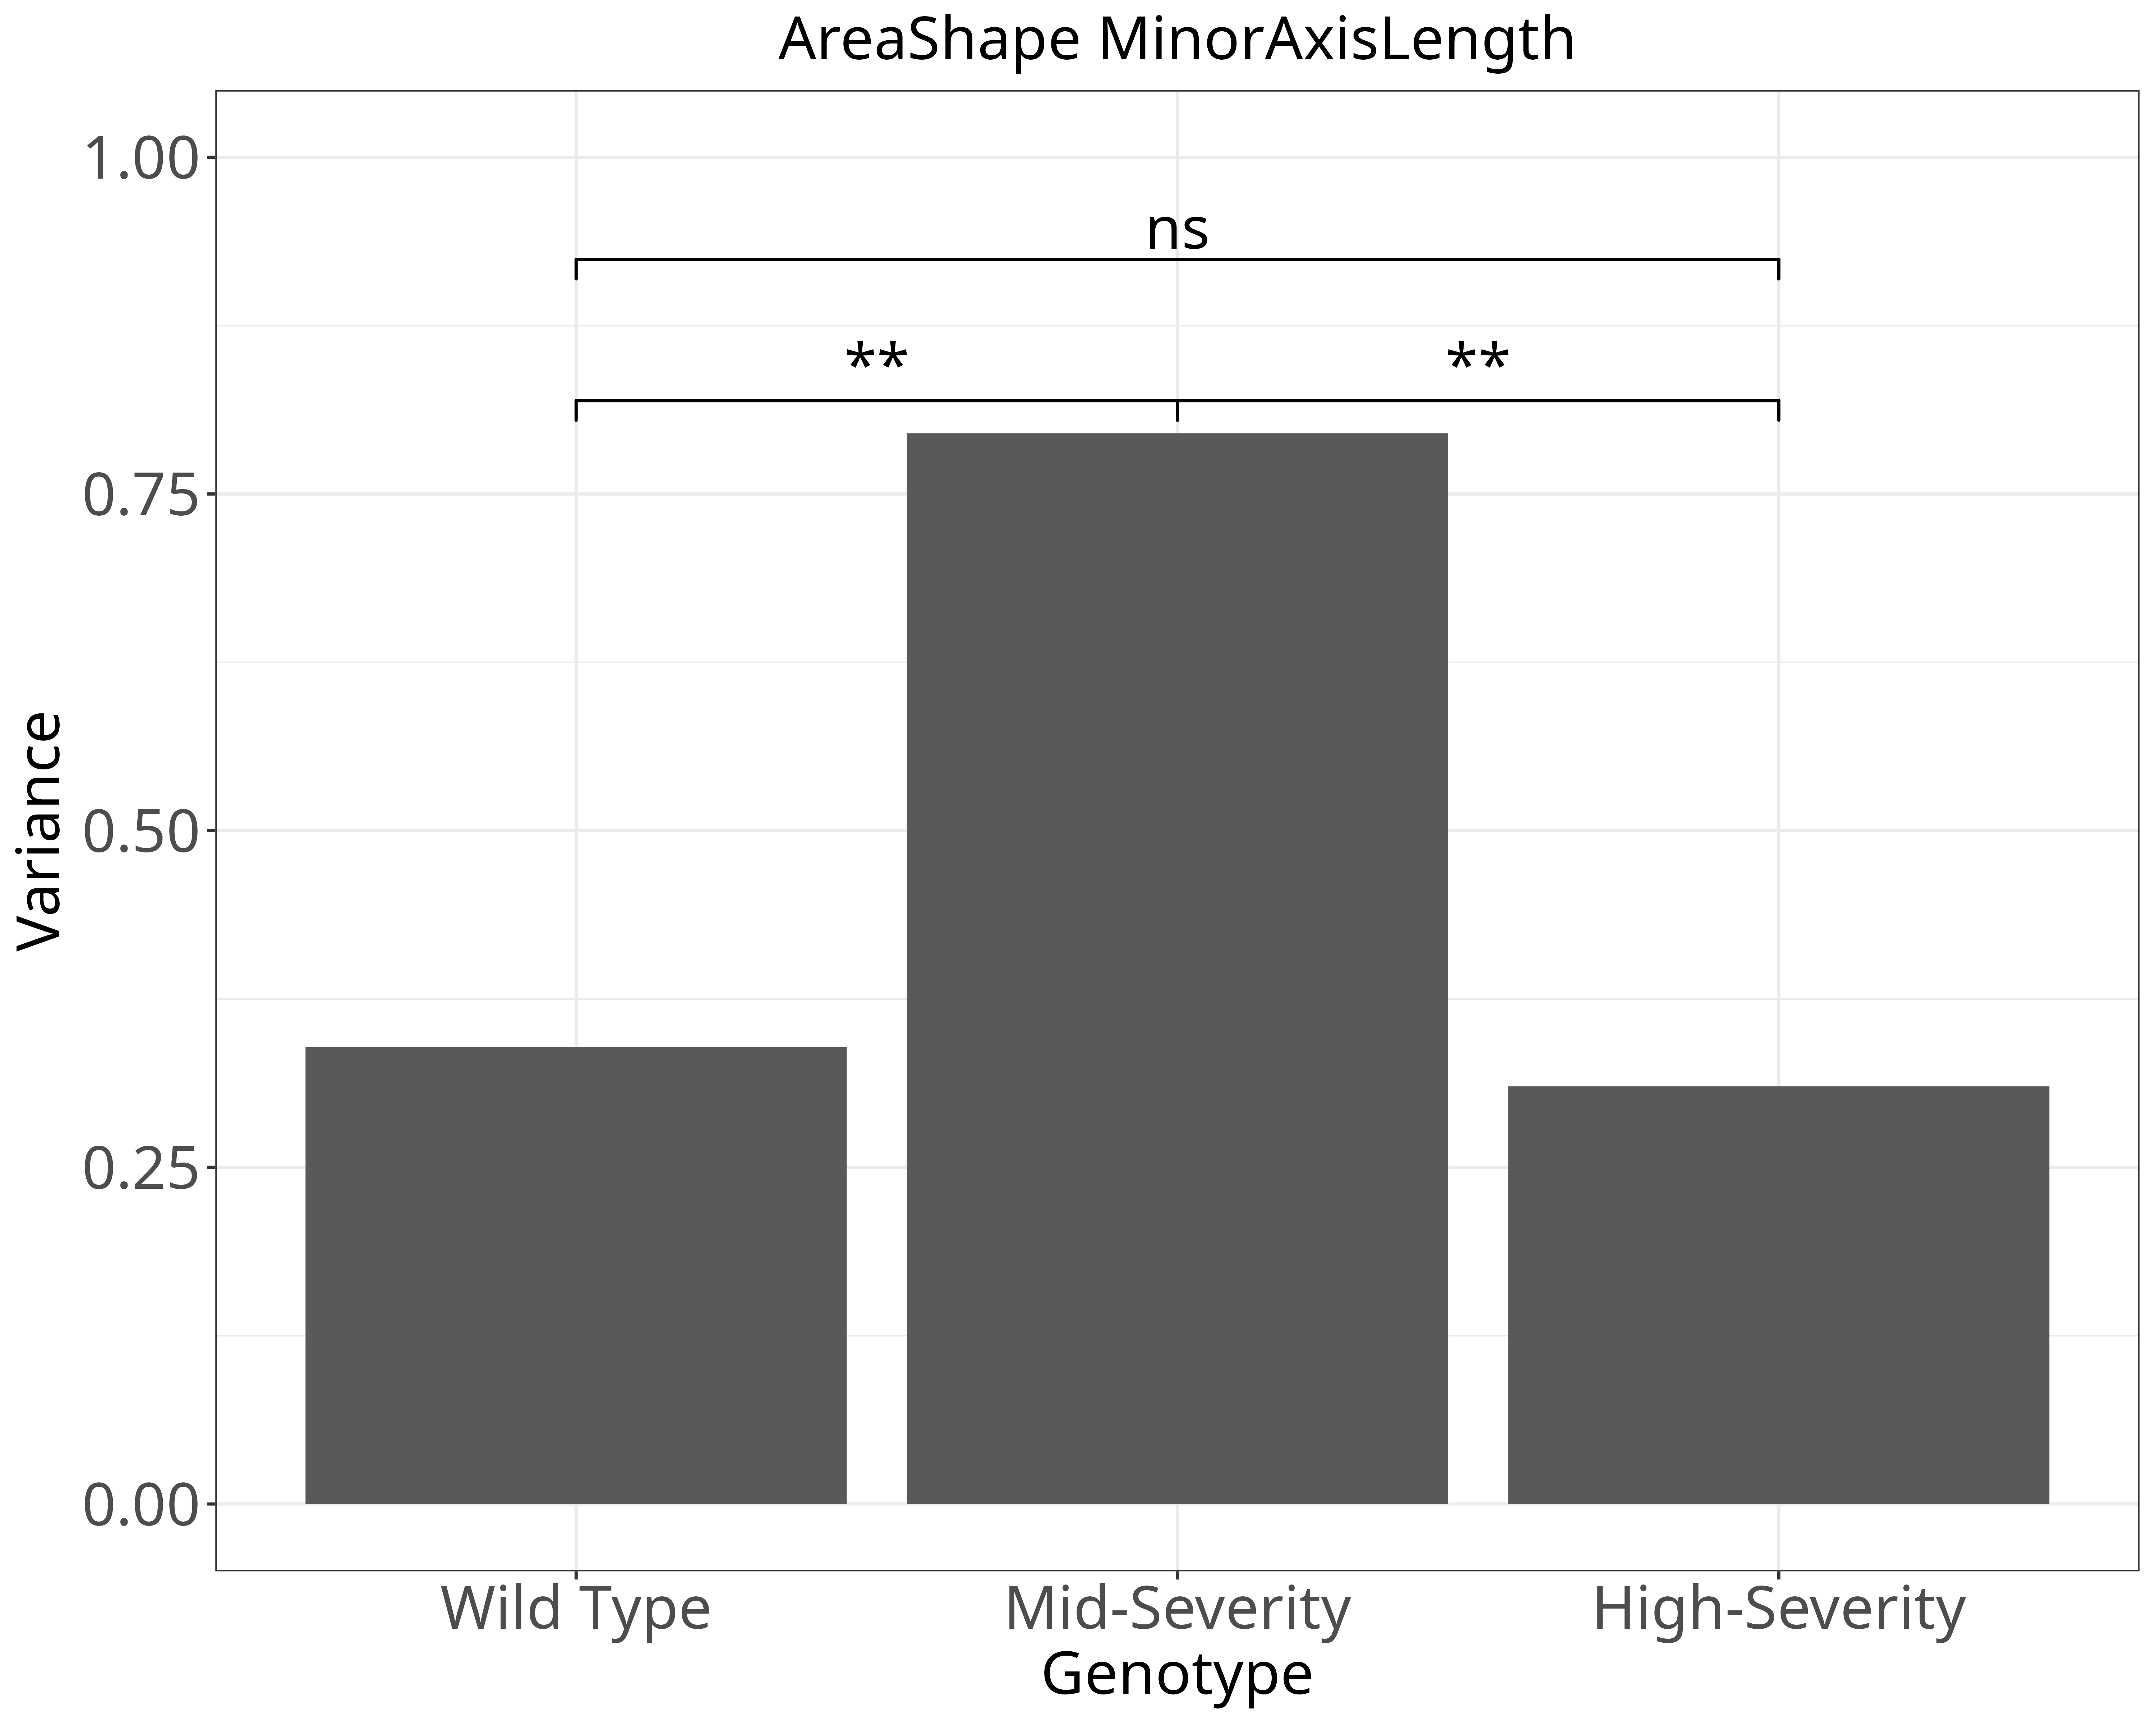 AreaShape MinorAxisLength
1.00
0.75
0.50
0.25
0.00
Variance
ns
** **
Wild Type Mid-Severity High-Severity
Genotype